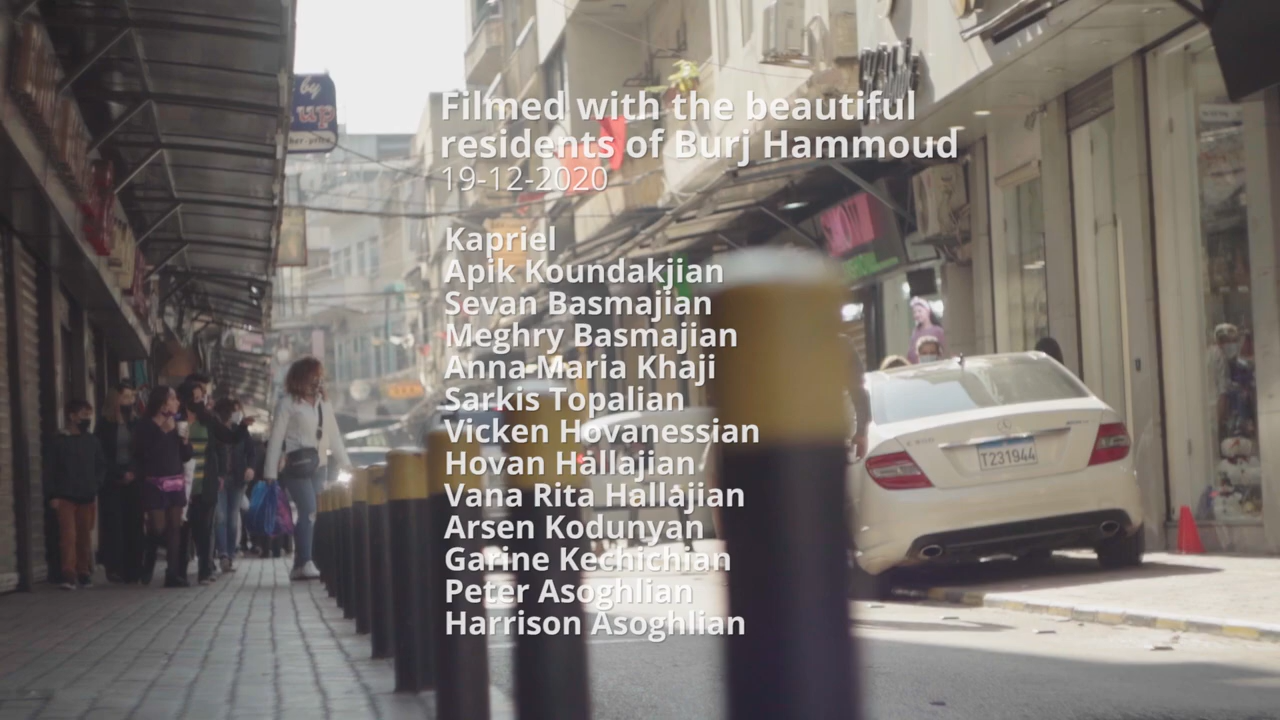 Filmed with the beautiful
residents of Burj Hammoud
19-12-2020
Kapriel
Apik Koundakjian
Sevan Basmajian
Meghry Basmajian
Anna-Maria Khaji
Sarkis Topalian
Vicken Hovanessian
Hovan Hallajian
Vana Rita Hallajian
Arsen Kodunyan
Garine Kechichian
Peter Asoghlian
Harrison Asoghlian
by
up
T231944